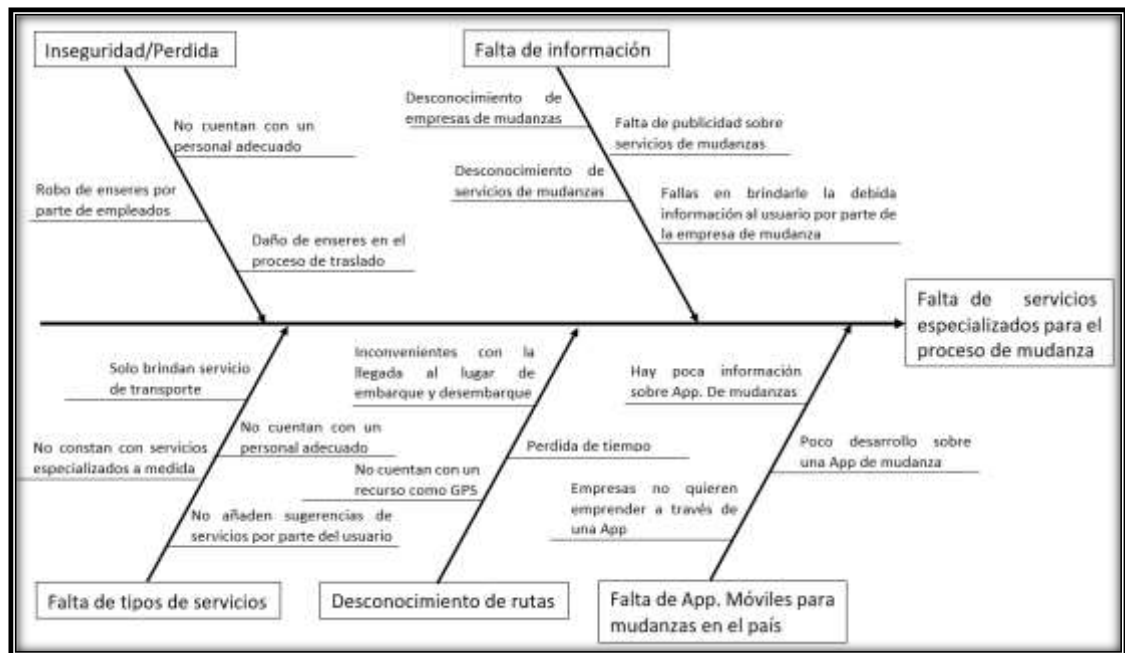 Inseguridad/Perdida
Falta de información
No cuentan con un
personal adecuado
Robo de enseres por
parte de empleados
Daño de enseres en el
proceso de traslado
Desconocimiento de
empresas de mudanzas
Falta de publicidad sobre
servicios de mudanzas
Desconocimiento de
servicios de mudanzas
Fallas en brindarle la debida
información al usuario por parte de
la empresa de mudanza
Falta de servicios
especializados para el
proceso de mudanza
Solo brindan servicio
de transporte
No cuentan con un
personal adecuado
No constan con servicios
especializados a medida
No añaden sugerencias de
servicios por parte del usuario
Inconvenientes con la
llegada al lugar de
embarque y desembarque
Perdida de tiempo
No cuentan con un
recurso como GPS
Hay poca información
sobre App. De mudanzas
Poco desarrollo sobre
una App de mudanza
Empresas no quieren
emprender a través de
una App
Falta de tipos de servicios
Desconocimiento de rutas
Falta de App. Móviles para
mudanzas en el país